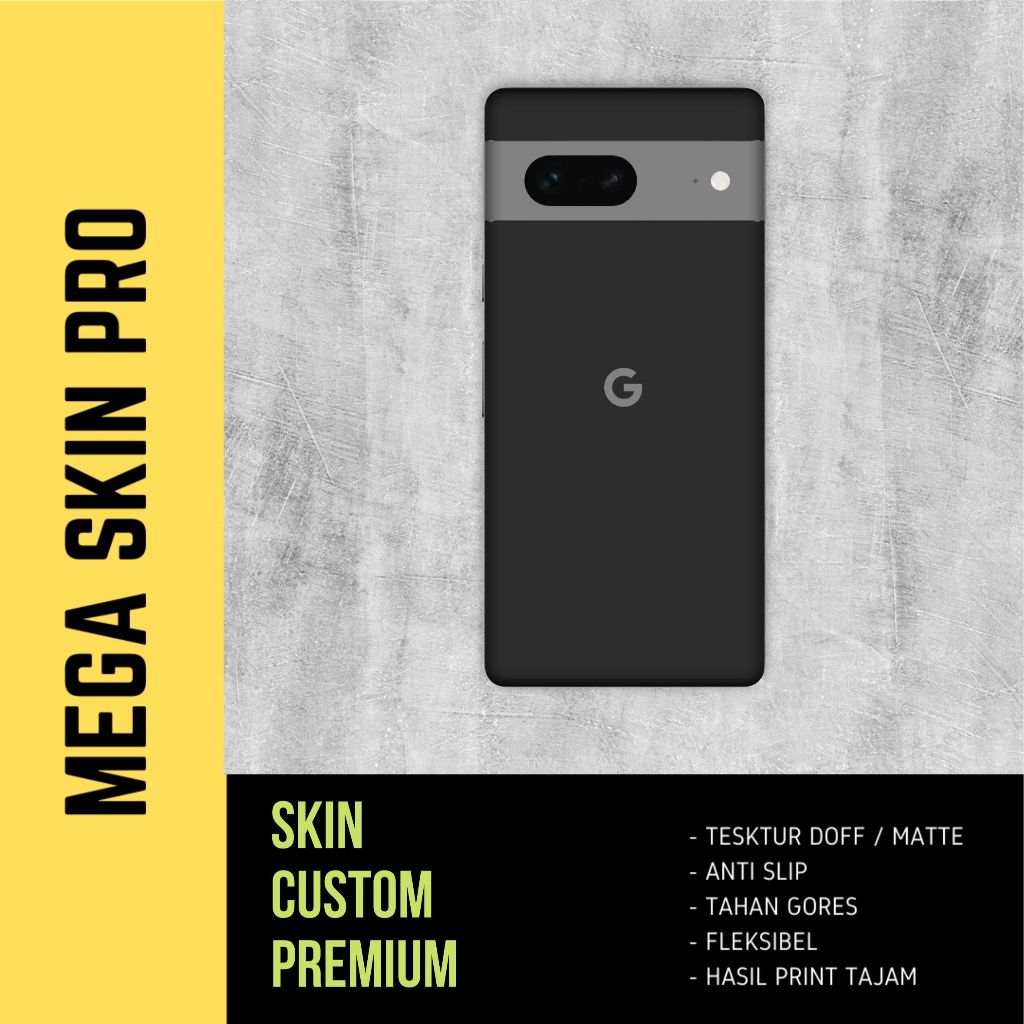 MEGA SKIN PRO
G
SKIN
CUSTOM
PREMIUM
- TESKTUR DOFF / MATTE
- ANTI SLIP
- TAHAN GORES
- FLEKSIBEL
- HASIL PRINT TAJAM